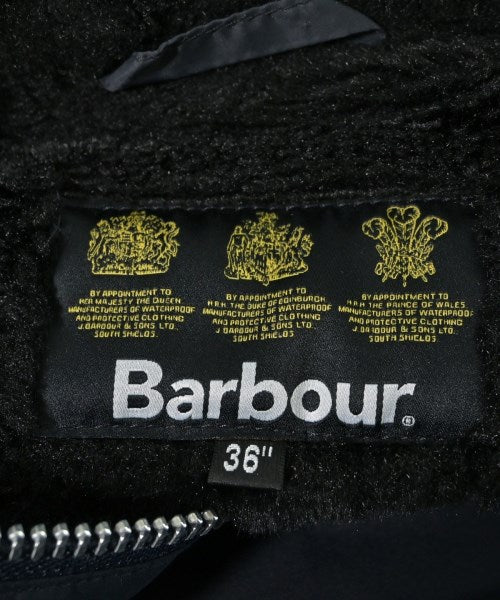 BY APPOINTMENT TO
HER MAJESTY THE QUEEN
MANUFACTURERS OF WATERPROOF
AND PROTECTIVE CLOTHING
J.BARBOUR & SONS LTD.
SOUTH SHIELDS.
BY APPOINTMENT TO
H.R.H. THE DUKE OF EDINBURGH
MANUFACTURERS OF WATERPROOF
AND PROTECTIVE CLOTHING
J. BARBOUR & SONS LTD.
SOUTH SHIELDS.
BY APPOINTMENT TO
H.R.H. THE PRINCE OF WALES
MANUFACTURERS OF WATERPROOF
AND PROTECTIVE CLOTHING
J. BARBOUR & SONS LTD.
SOUTH SHIELDS.
Barbour®
36"